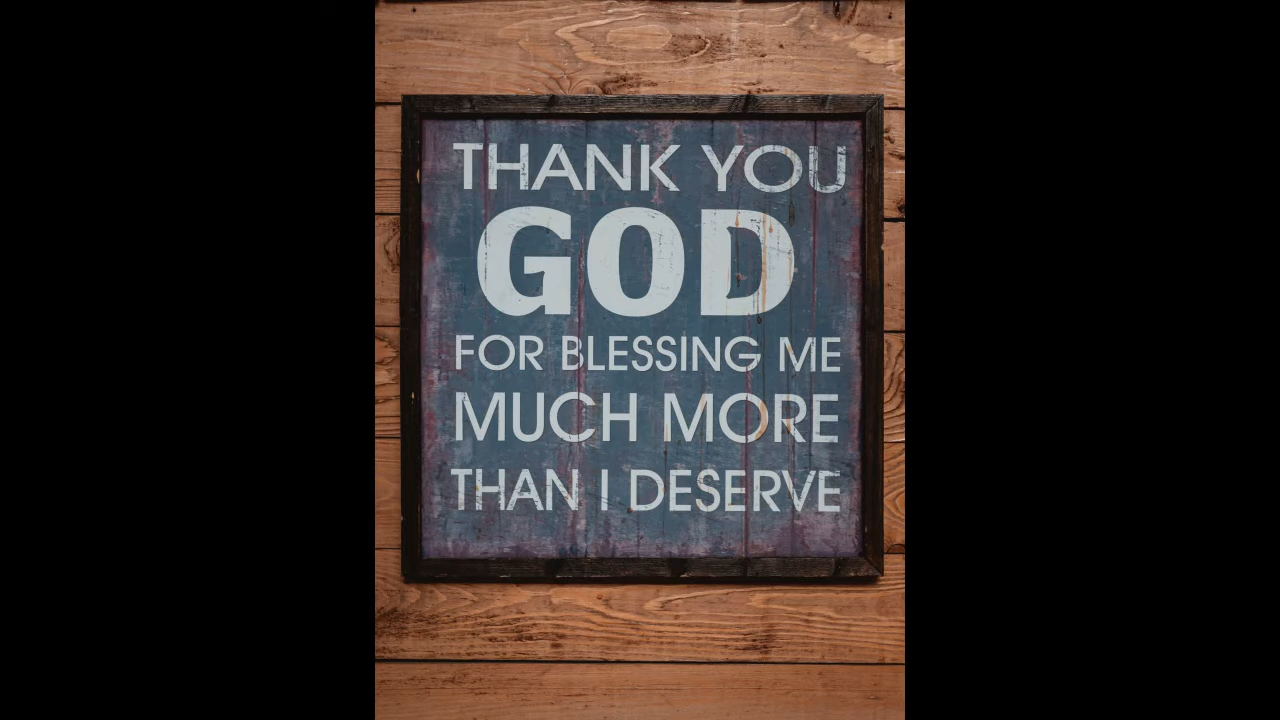 THANK YOU
GOD
FOR BLESSING ME
MUCH MORE
THAN I DESERVE